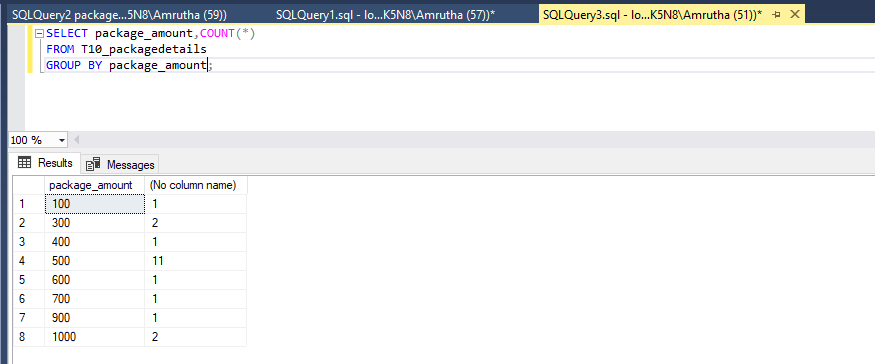 SQLQuery2 package...5N8\Amrutha (59)) SQLQuery1.sql - lo...K5N8\Amrutha (57))* SQLQuery3.sql - lo...K5N8\Amrutha (51))*
SELECT package_amount,COUNT(*)
FROM T10_packagedetails
GROUP BY package_amount;
100 %
Results Messages
package_amount (No column name)
1 100 1
2 300 2
3 400 1
4 500 11
5 600 1
6 700 1
7 900 1
8 1000 2